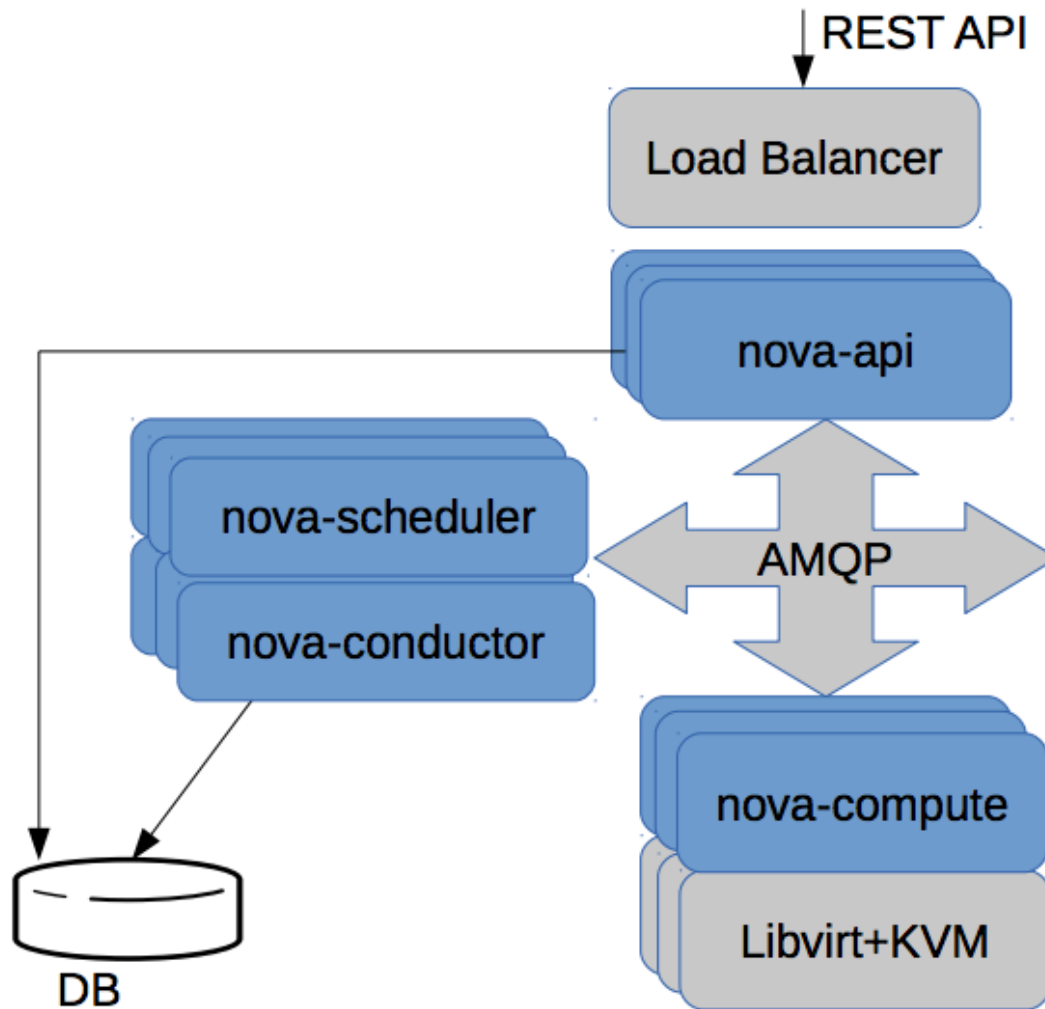 REST API
Load Balancer
nova-api
nova-scheduler
AMQP
nova-conductor
nova-compute
Libvirt+KVM
DB